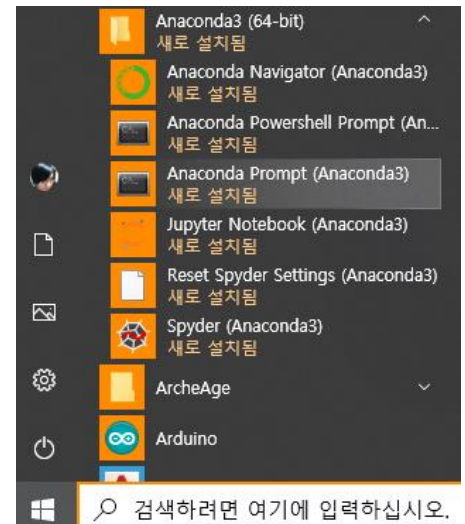 Anaconda3 (64-bit)
새로 설치됨
Anaconda Navigator (Anaconda3)
새로 설치됨
Anaconda Powershell Prompt (An...
새로 설치됨
Anaconda Prompt (Anaconda3)
새로 설치됨
Jupyter Notebook (Anaconda3)
새로 설치됨
Reset Spyder Settings (Anaconda3)
새로 설치됨
Spyder (Anaconda3)
새로 설치됨
ArcheAge
Arduino
검색하려면 여기에 입력하십시오.